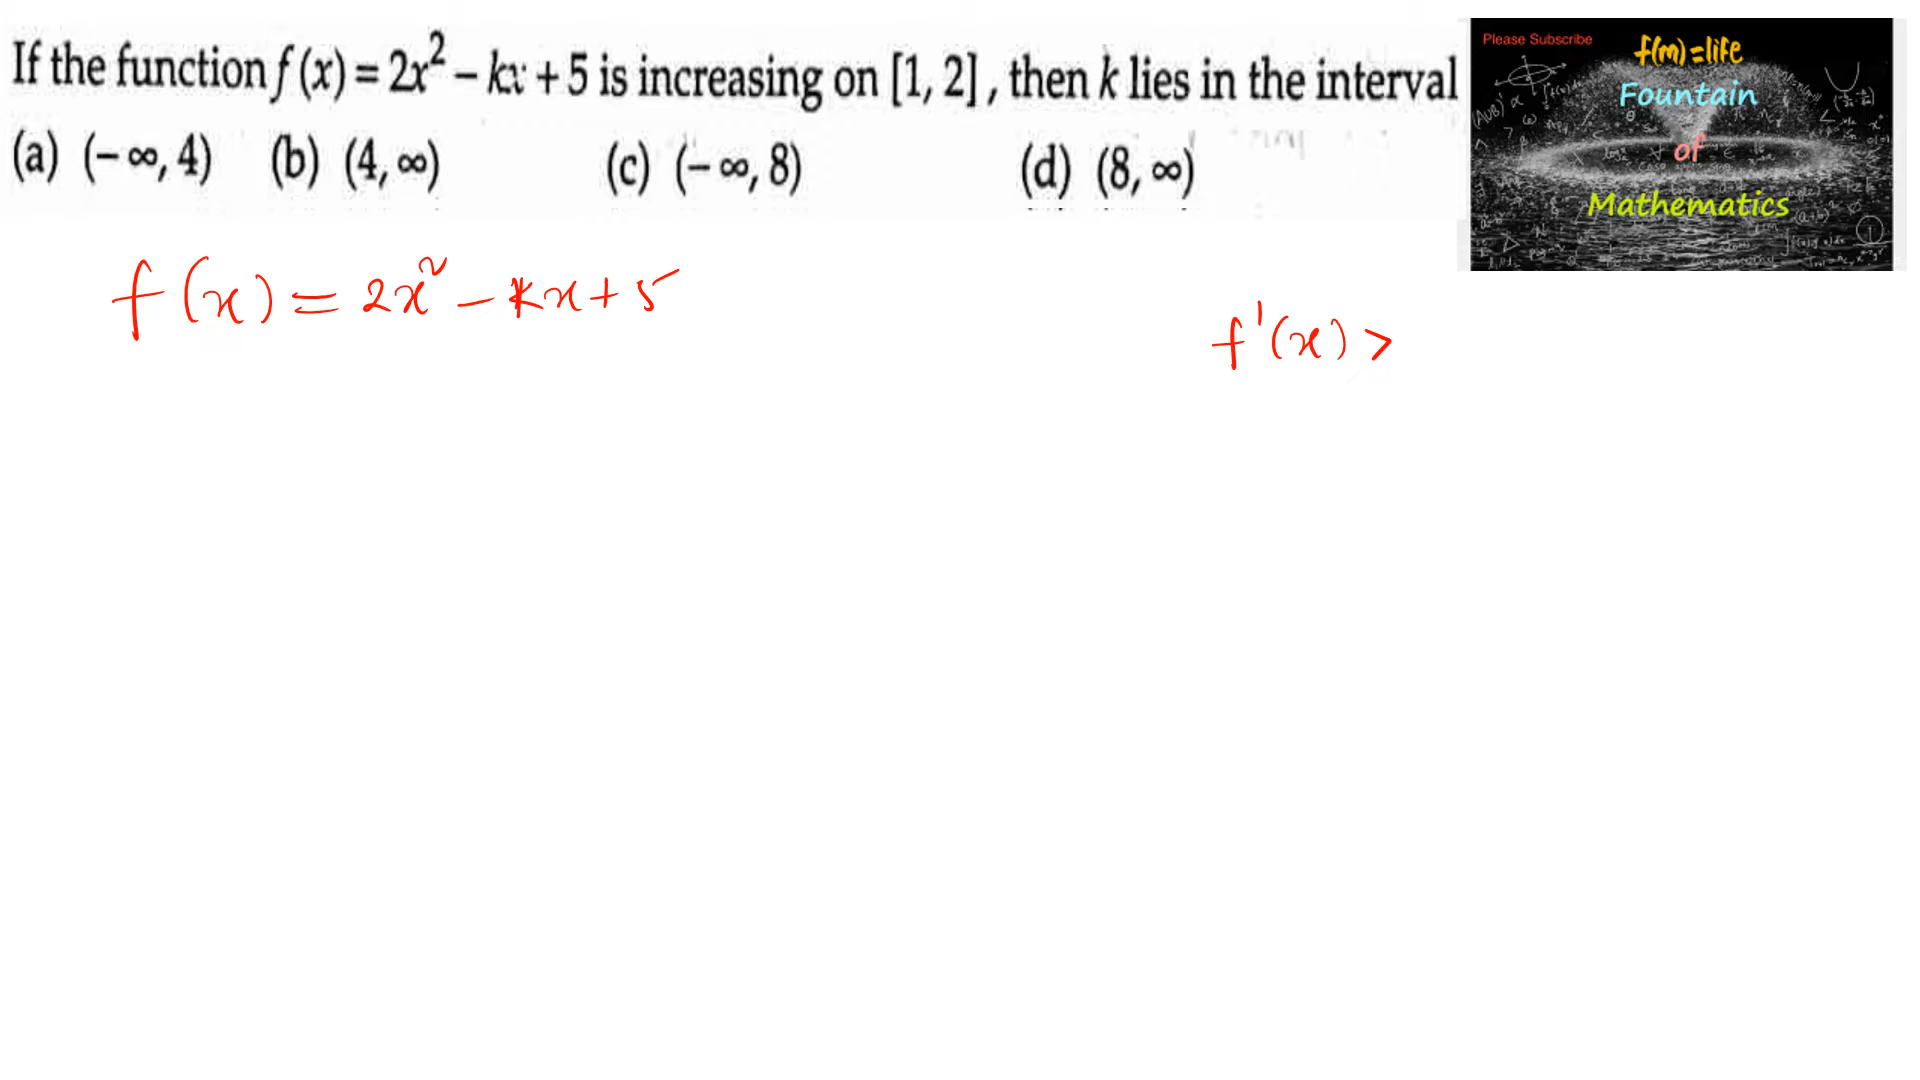 If the function f (x) = 2x² – kx + 5 is increasing on [1, 2] , then k lies in the interval
(a) (– ∞, 4) (b) (4, ∞) (c) (– ∞, 8) (d) (8, ∞)
Please Subscribe
f(m)=life
Fountain
of
Mathematics
f(x) = 2x² – kx + 5
f'(x) >